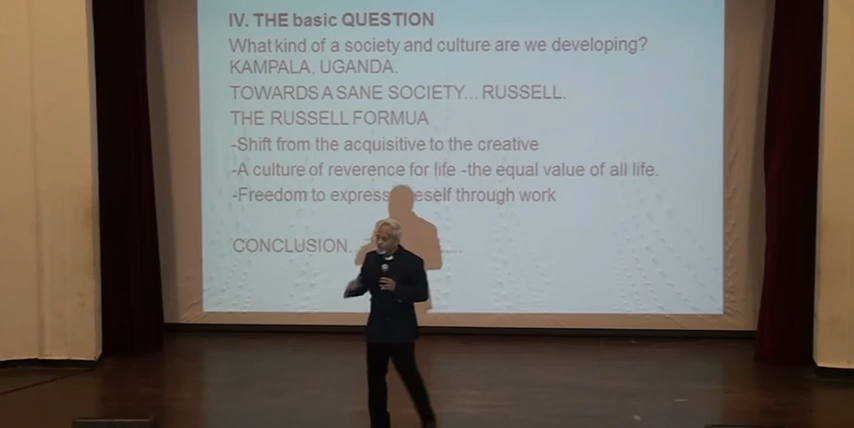 IV. THE basic QUESTION
What kind of a society and culture are we developing?
KAMPALA, UGANDA.
TOWARDS A SANE SOCIETY... RUSSELL.
THE RUSSELL FORMUA
-Shift from the acquisitive to the creative
-A culture of reverence for life -the equal value of all life.
-Freedom to express eself through work
CONCLUSION.